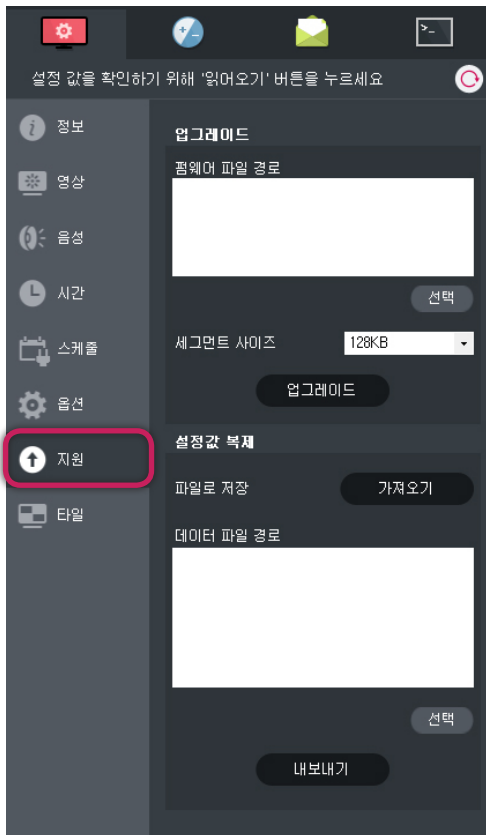 설정 값을 확인하기 위해 '읽어오기' 버튼을 누르세요
정보
영상
음성
시간
스케줄
옵션
지원
타일
업그레이드
펌웨어 파일 경로
선택
세그먼트 사이즈 128KB
업그레이드
설정값 복제
파일로 저장 가져오기
데이터 파일 경로
선택
내보내기